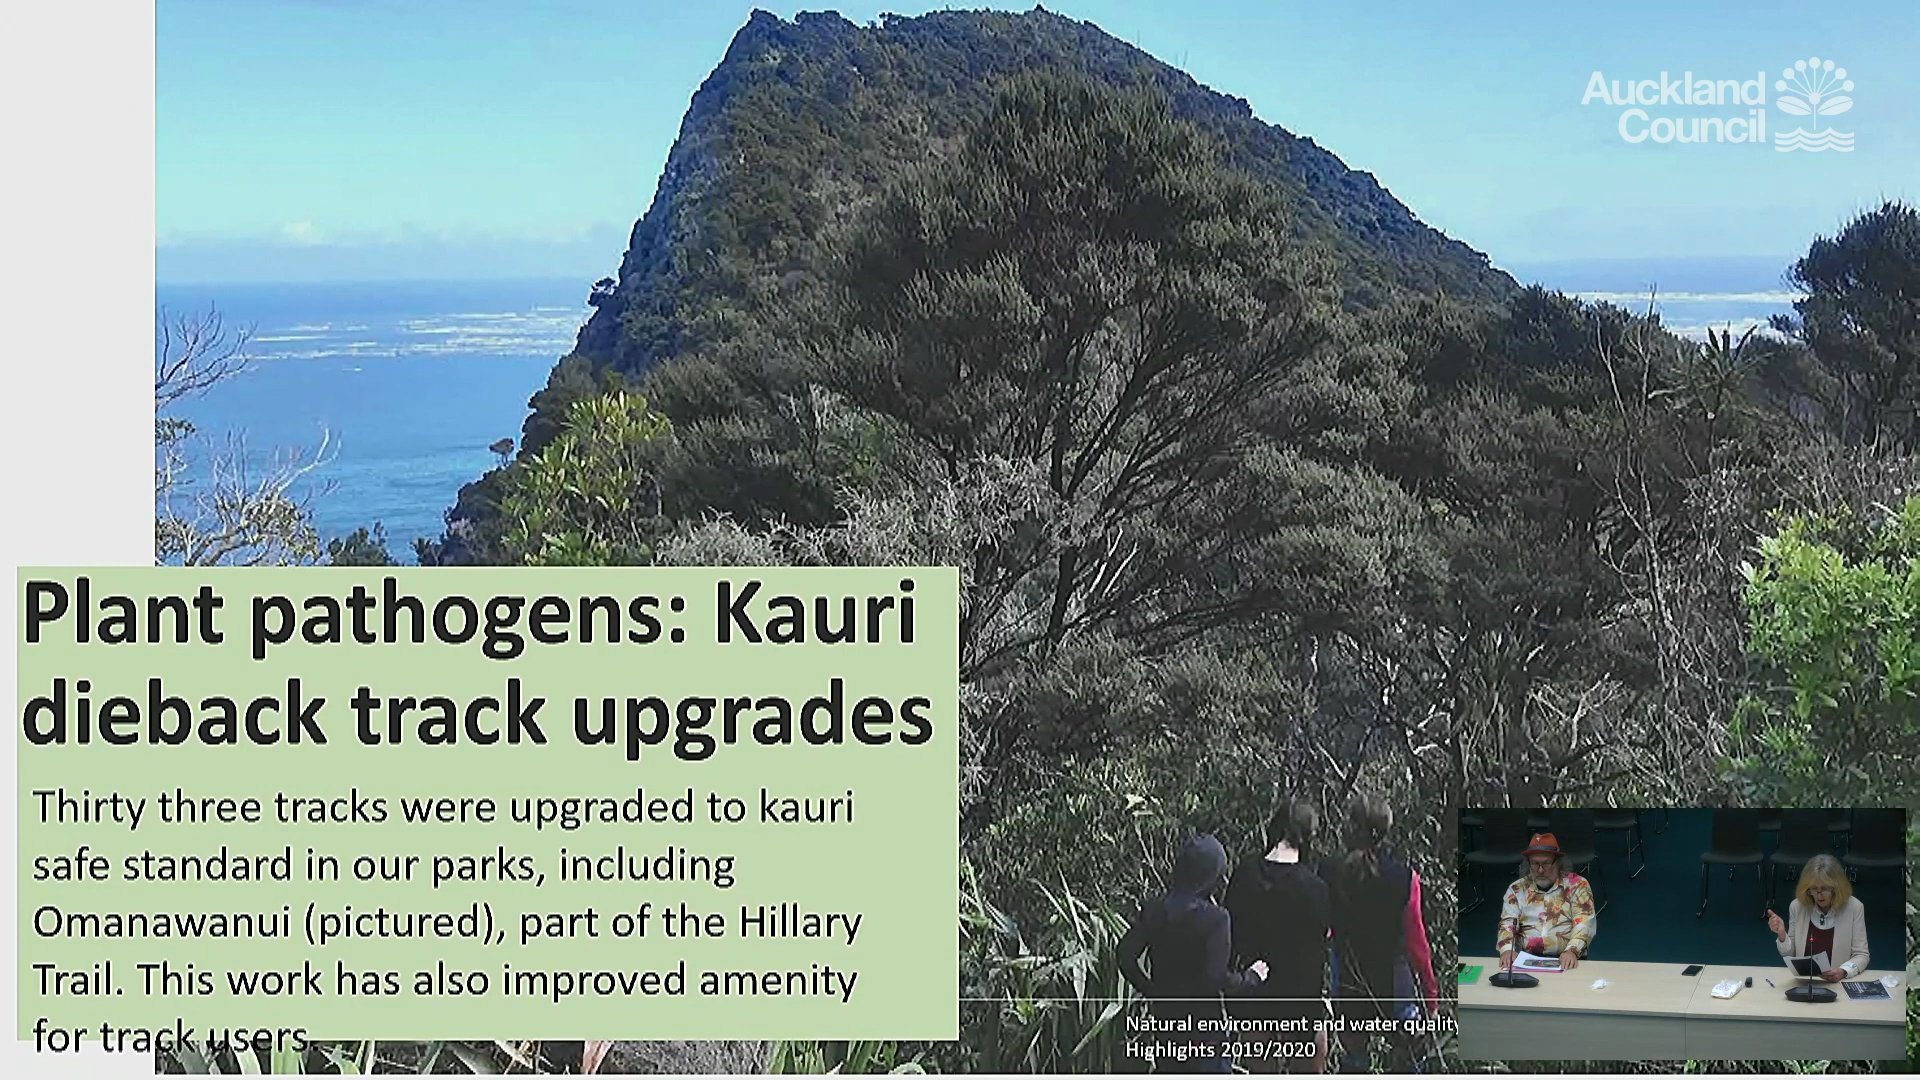 Auckland
Council
Plant pathogens: Kauri
dieback track upgrades
Thirty three tracks were upgraded to kauri
safe standard in our parks, including
Omanawanui (pictured), part of the Hillary
Trail. This work has also improved amenity
for track users.
Natural environment and water quality
Highlights 2019/2020